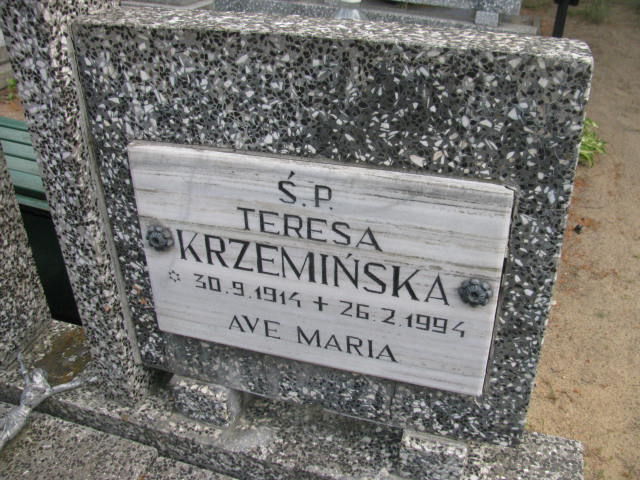 Ś.P.
TERESA
KRZEMIŃSKA
* 30.9.1914 + 26.2.1994
AVE MARIA